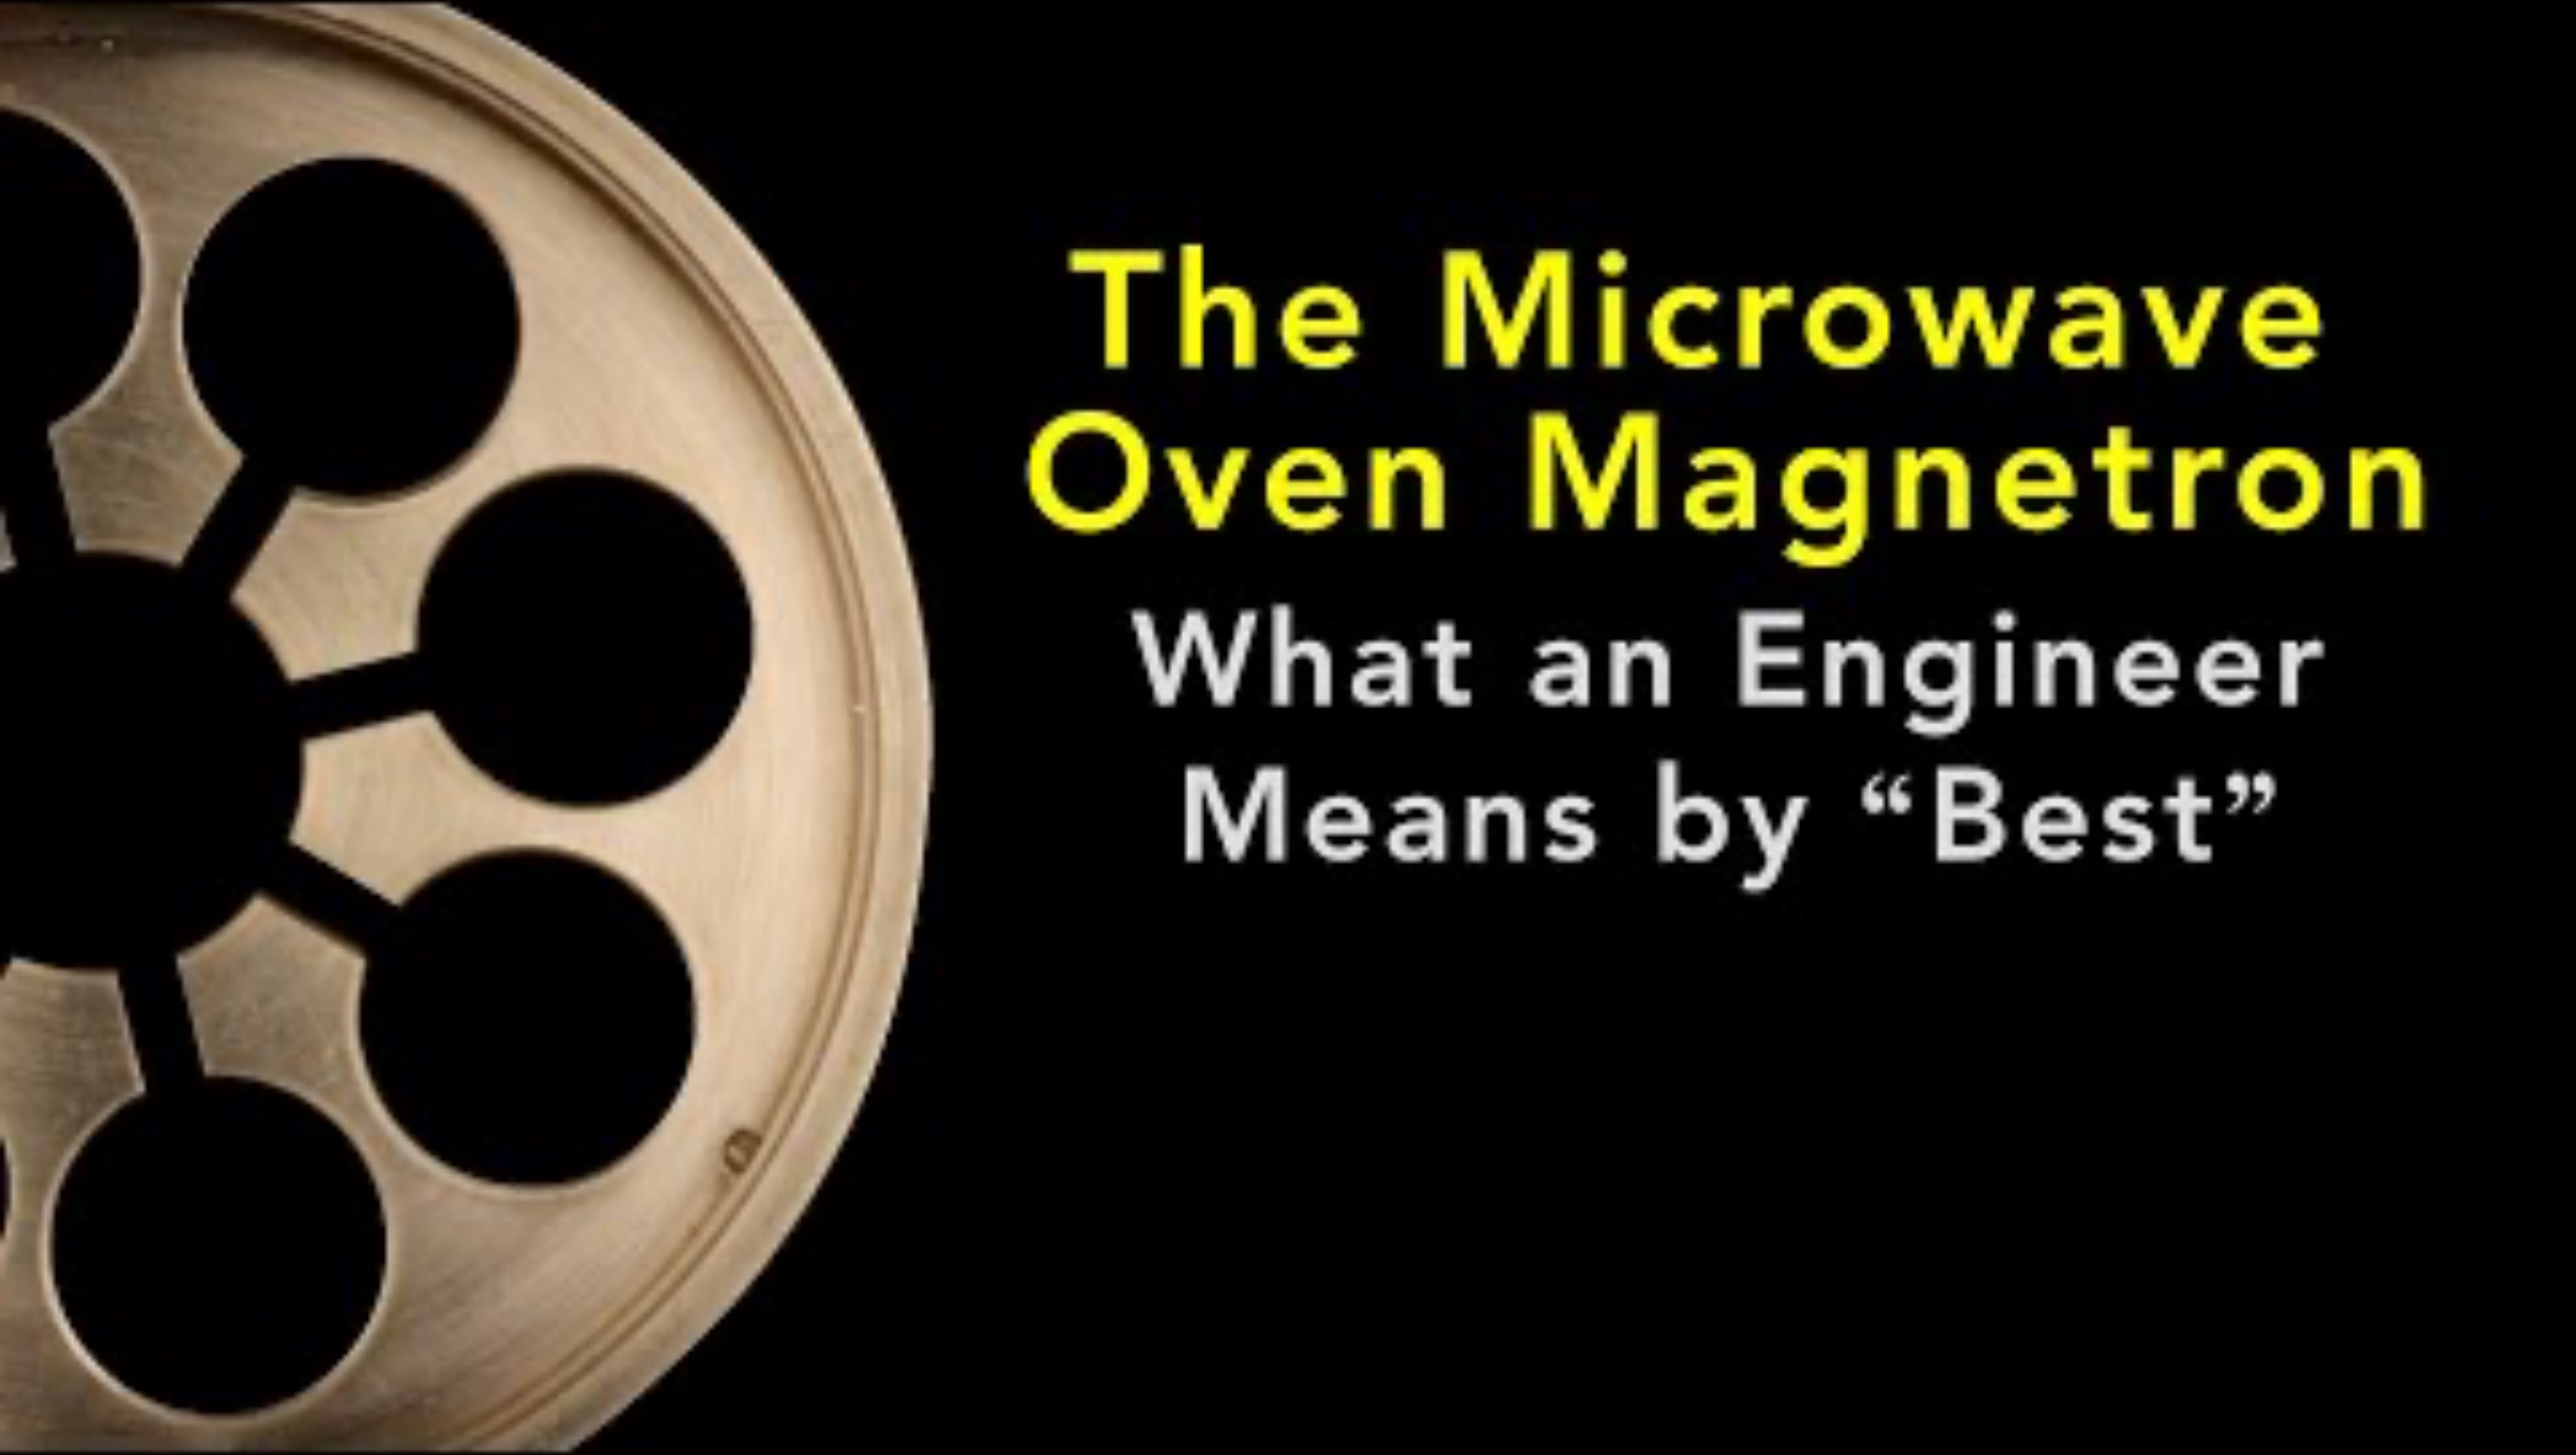 The Microwave
Oven Magnetron
What an Engineer
Means by “Best”